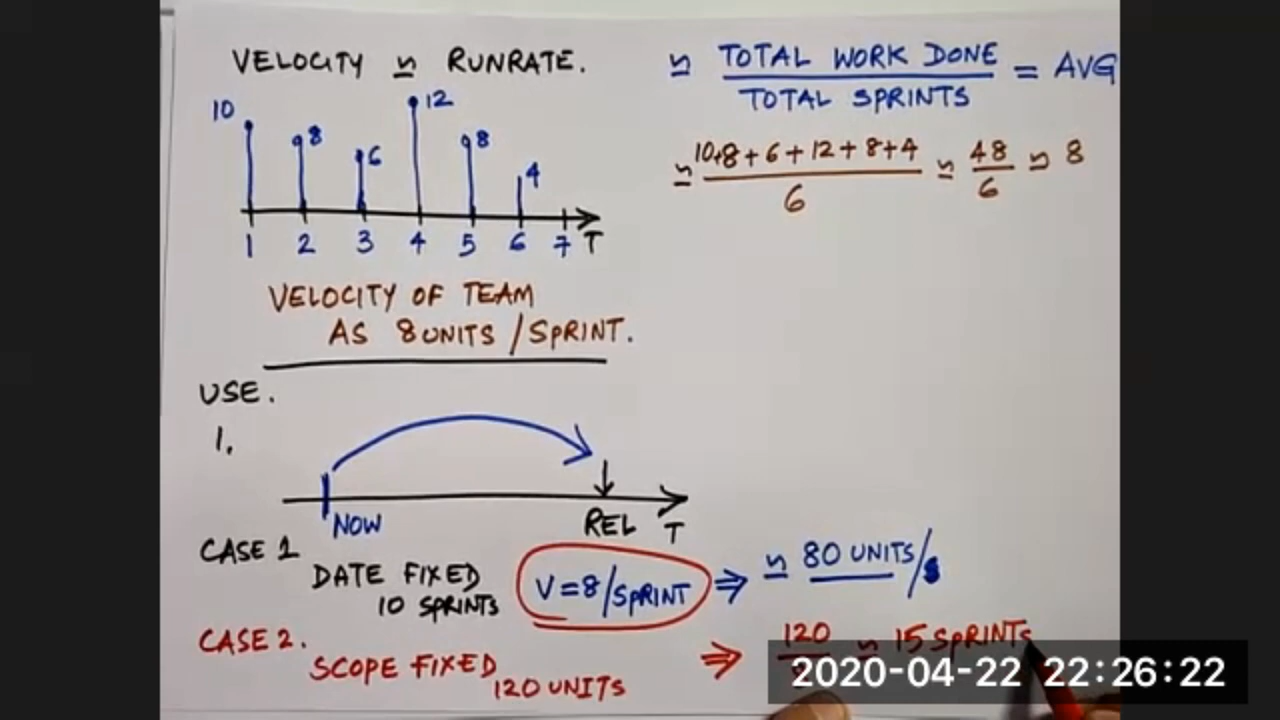 VELOCITY ≌ RUNRATE.
≌ TOTAL WORK DONE = AVG
TOTAL SPRINTS
10 8 6 12 8 4
1 2 3 4 5 6 7 T
≌ 10+8+6+12+8+4 ≌ 48 ≌ 8
6 6
VELOCITY OF TEAM
AS 8 UNITS / SPRINT.
USE.
1.
NOW REL T
CASE 1
DATE FIXED
10 SPRINTS
V=8/SPRINT ⇒ ≌ 80 UNITS/s
CASE 2.
SCOPE FIXED
120 UNITS
⇒ 120 ≌ 15 SPRINTS
2020-04-22 22:26:22